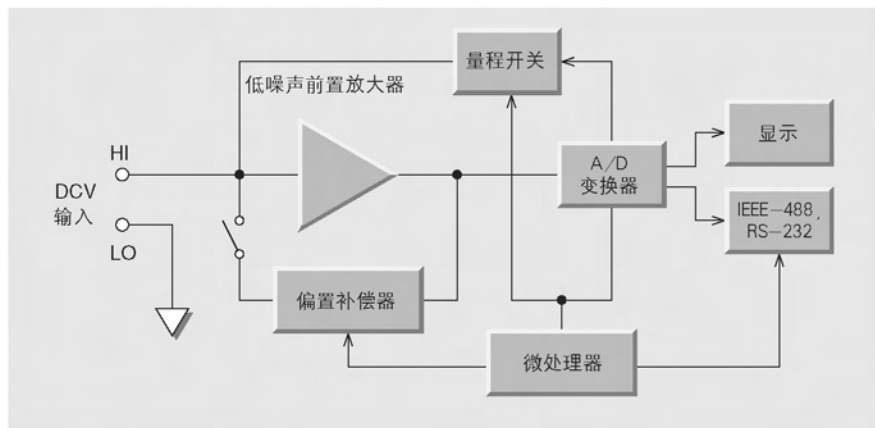 量程开关
低噪声前置放大器
显示
HI
A/D
变换器
DCV
输入
IEEE-488,
RS-232
LO
偏置补偿器
微处理器